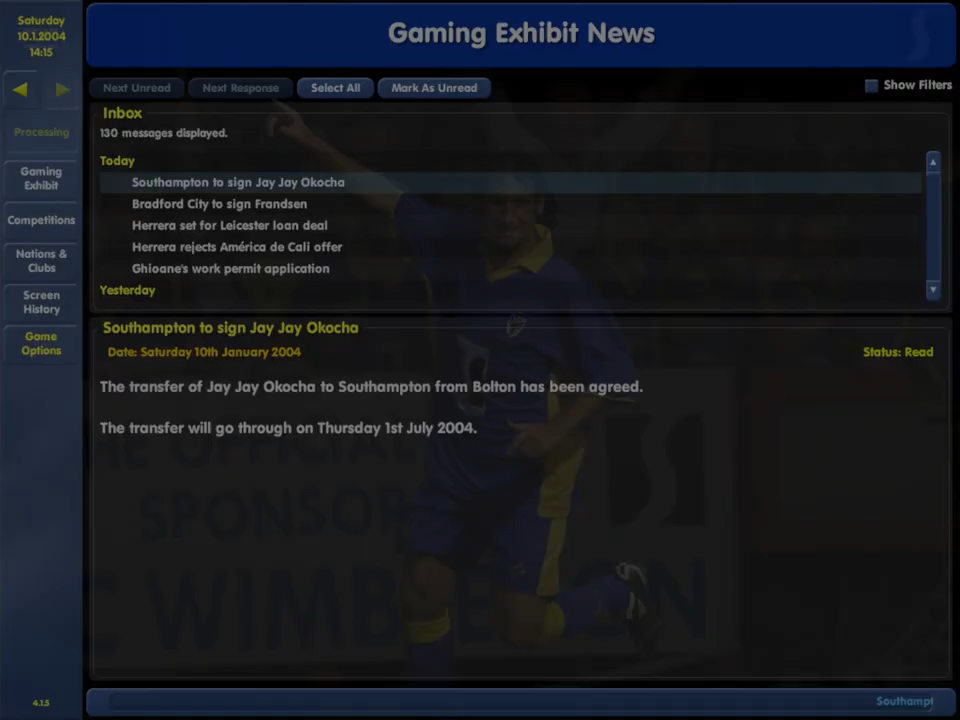 Saturday
10.1.2004
14:15
Gaming Exhibit News
Next Unread
Next Response
Select All
Mark As Unread
Show Filters
Processing
Gaming
Exhibit
Competitions
Nations &
Clubs
Screen
History
Game
Options
Inbox
130 messages displayed.
Today
Southampton to sign Jay Jay Okocha
Bradford City to sign Frandsen
Herrera set for Leicester loan deal
Herrera rejects América de Cali offer
Ghioane's work permit application
Yesterday
Southampton to sign Jay Jay Okocha
Date: Saturday 10th January 2004
Status: Read
The transfer of Jay Jay Okocha to Southampton from Bolton has been agreed.
The transfer will go through on Thursday 1st July 2004.
HE OFFICIAL
SPONSOR
C WIMBLEDON
4.1.5
Southampt